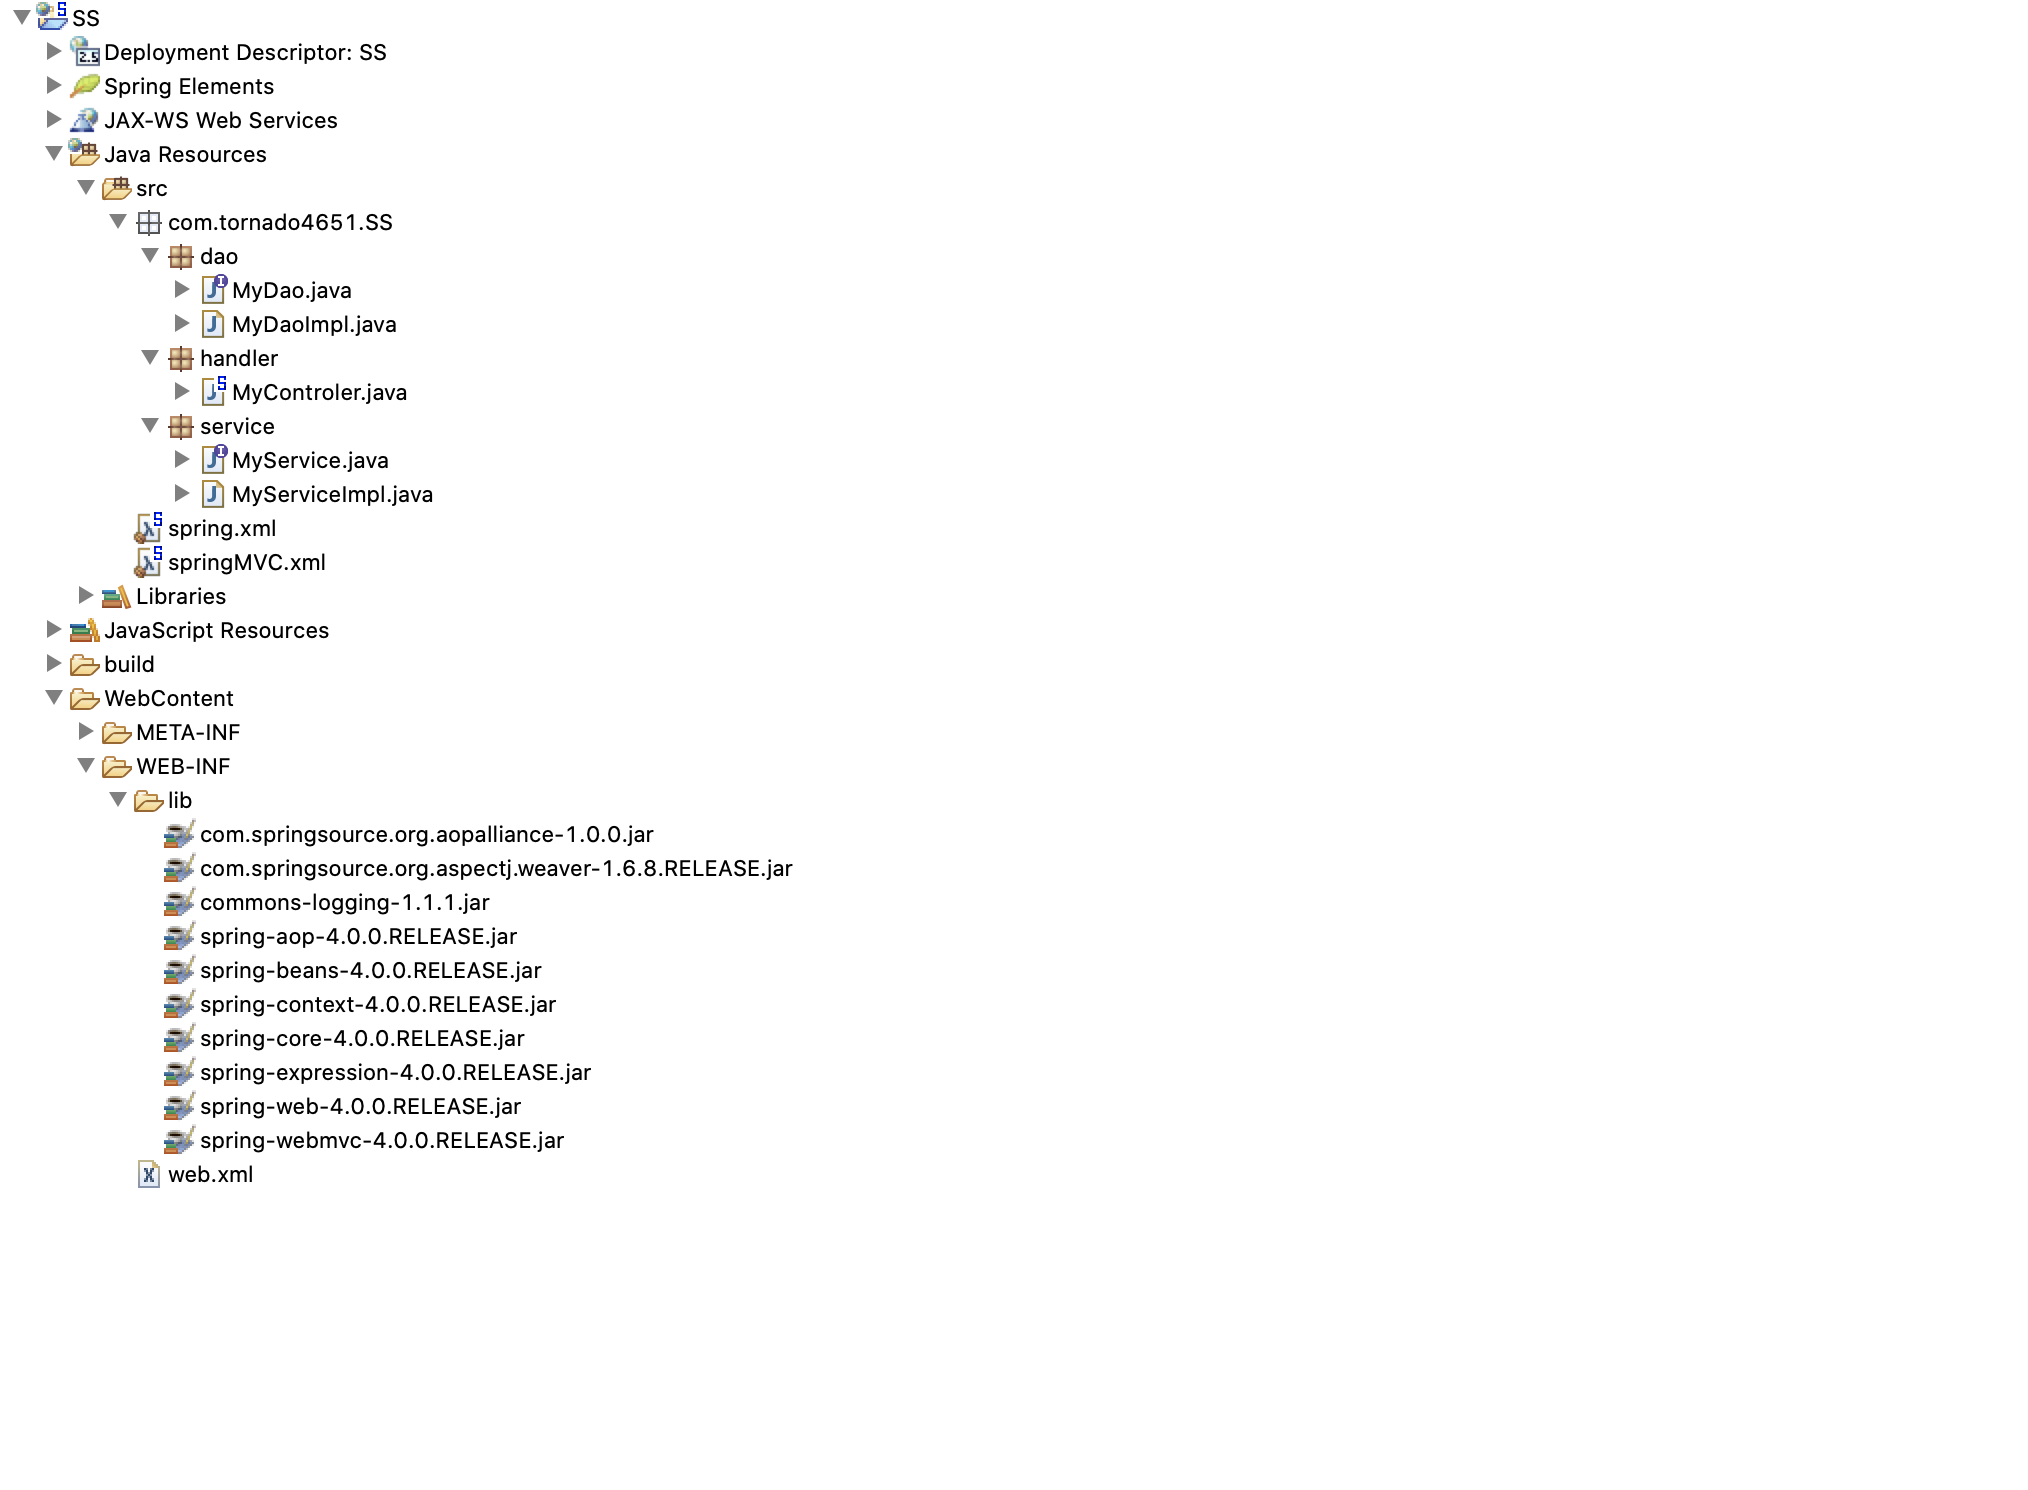 SS
Deployment Descriptor: SS
Spring Elements
JAX-WS Web Services
Java Resources
src
com.tornado4651.SS
dao
MyDao.java
MyDaoImpl.java
handler
MyControler.java
service
MyService.java
MyServiceImpl.java
spring.xml
springMVC.xml
Libraries
JavaScript Resources
build
WebContent
META-INF
WEB-INF
lib
com.springsource.org.aopalliance-1.0.0.jar
com.springsource.org.aspectj.weaver-1.6.8.RELEASE.jar
commons-logging-1.1.1.jar
spring-aop-4.0.0.RELEASE.jar
spring-beans-4.0.0.RELEASE.jar
spring-context-4.0.0.RELEASE.jar
spring-core-4.0.0.RELEASE.jar
spring-expression-4.0.0.RELEASE.jar
spring-web-4.0.0.RELEASE.jar
spring-webmvc-4.0.0.RELEASE.jar
web.xml